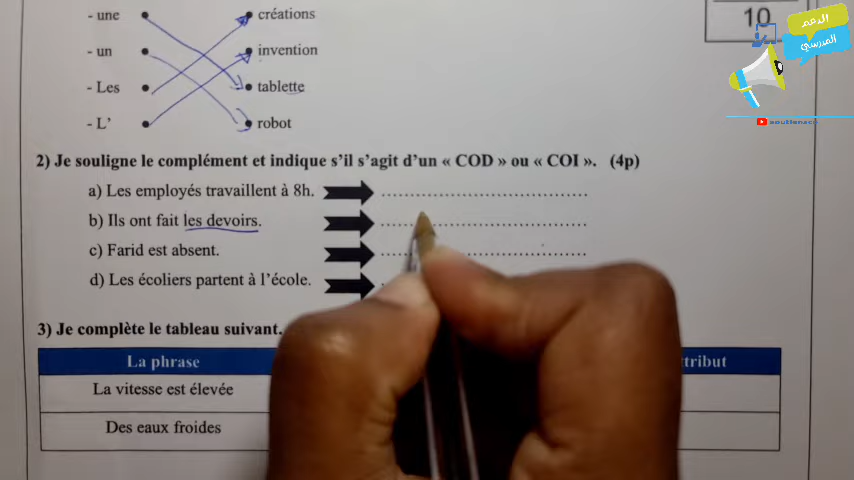 - une créations
10
- un invention
- Les tablette
- L' robot
الدعم
المدرسي
2) Je souligne le complément et indique s'il s'agit d'un « COD » ou « COI ». (4p)
a) Les employés travaillent à 8h. ........................................
b) Ils ont fait les devoirs. ........................................
c) Farid est absent. ........................................
d) Les écoliers partent à l'école.
3) Je complète le tableau suivant.
La phrase
La vitesse est élevée
Des eaux froides